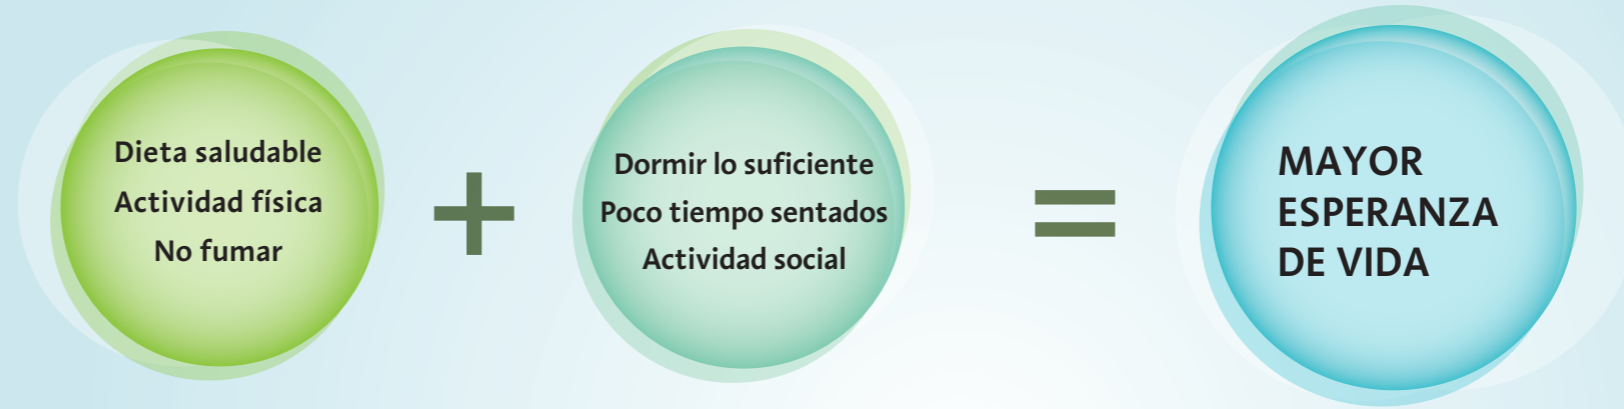 Dieta saludable
Actividad física
No fumar
+
Dormir lo suficiente
Poco tiempo sentados
Actividad social
=
MAYOR
ESPERANZA
DE VIDA